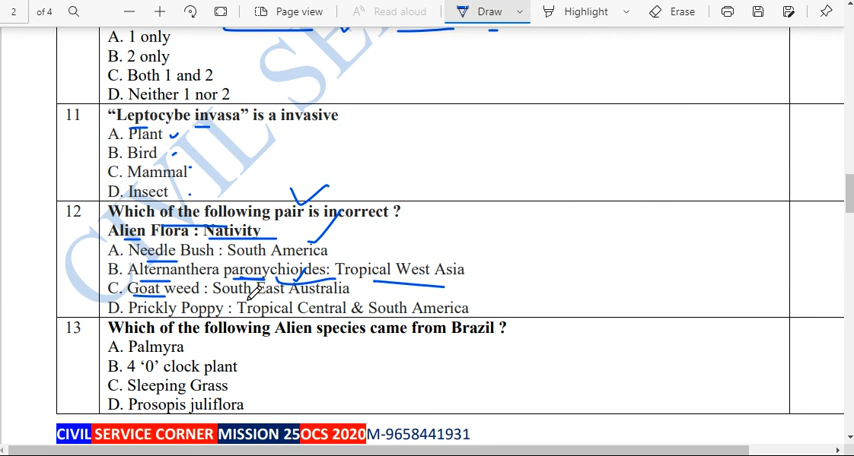 2 of 4 Page view Read aloud Draw Highlight Erase
A. 1 only
B. 2 only
C. Both 1 and 2
D. Neither 1 nor 2
11 “Leptocybe invasa” is a invasive
A. Plant
B. Bird
C. Mammal
D. Insect
12 Which of the following pair is incorrect ?
Alien Flora : Nativity
A. Needle Bush : South America
B. Alternanthera paronychioides: Tropical West Asia
C. Goat weed : South East Australia
D. Prickly Poppy : Tropical Central & South America
13 Which of the following Alien species came from Brazil ?
A. Palmyra
B. 4 ‘0’ clock plant
C. Sleeping Grass
D. Prosopis juliflora
CIVIL SERVICE CORNER MISSION 25OCS 2020M-9658441931
CIVIL SE